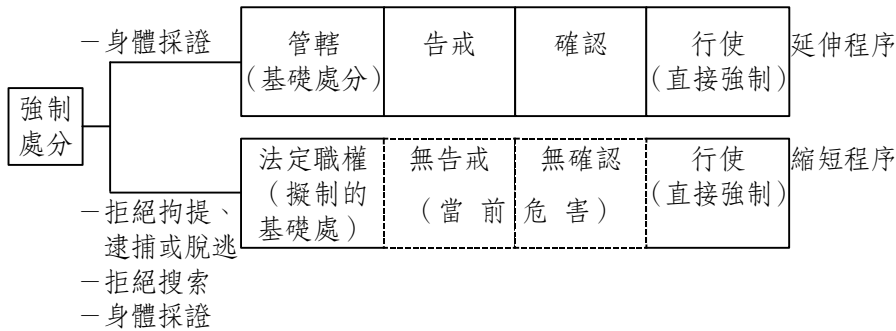 －身體採證
管轄
(基礎處分)
告戒
確認
行使
(直接強制)
延伸程序
強制
處分
法定職權
(擬制的
基礎處)
無告戒
無確認
(當前危害)
行使
(直接強制)
縮短程序
－拒絕拘提、
逮捕或脫逃
－拒絕搜索
－身體採證